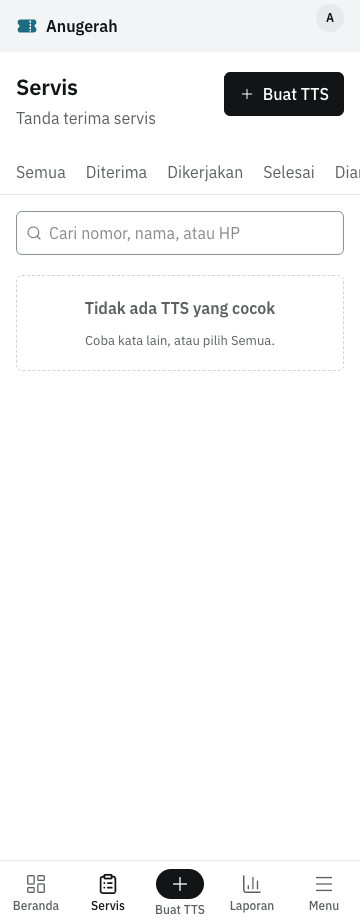 Anugerah
A
Servis
Buat TTS
Tanda terima servis
Semua Diterima Dikerjakan Selesai Diar
Cari nomor, nama, atau HP
Tidak ada TTS yang cocok
Coba kata lain, atau pilih Semua.
Beranda Servis Buat TTS Laporan Menu